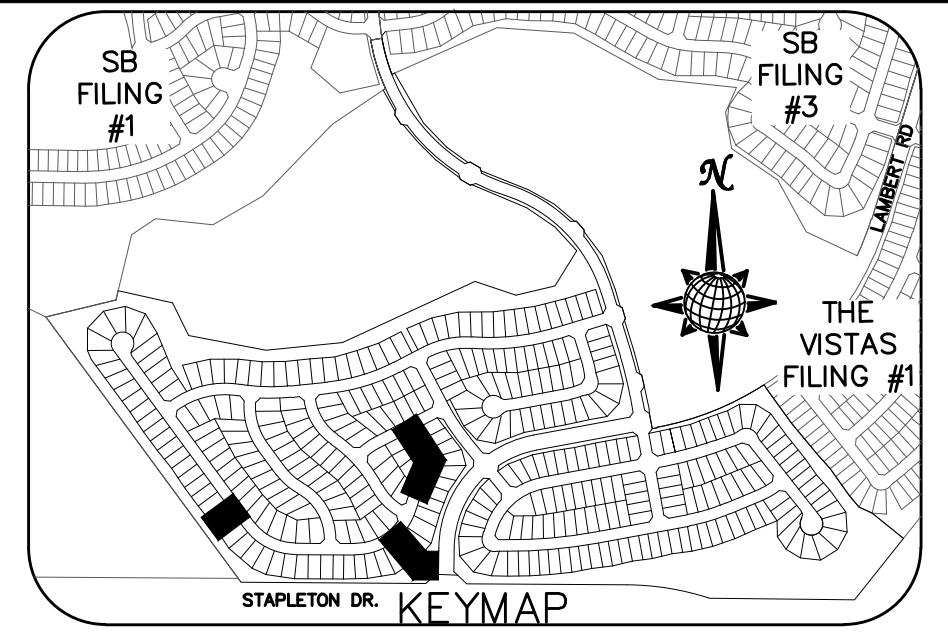 SB
FILING
#1
SB
FILING
#3
LAMBERT RD
N
THE
VISTAS
FILING #1
STAPLETON DR.
KEYMAP